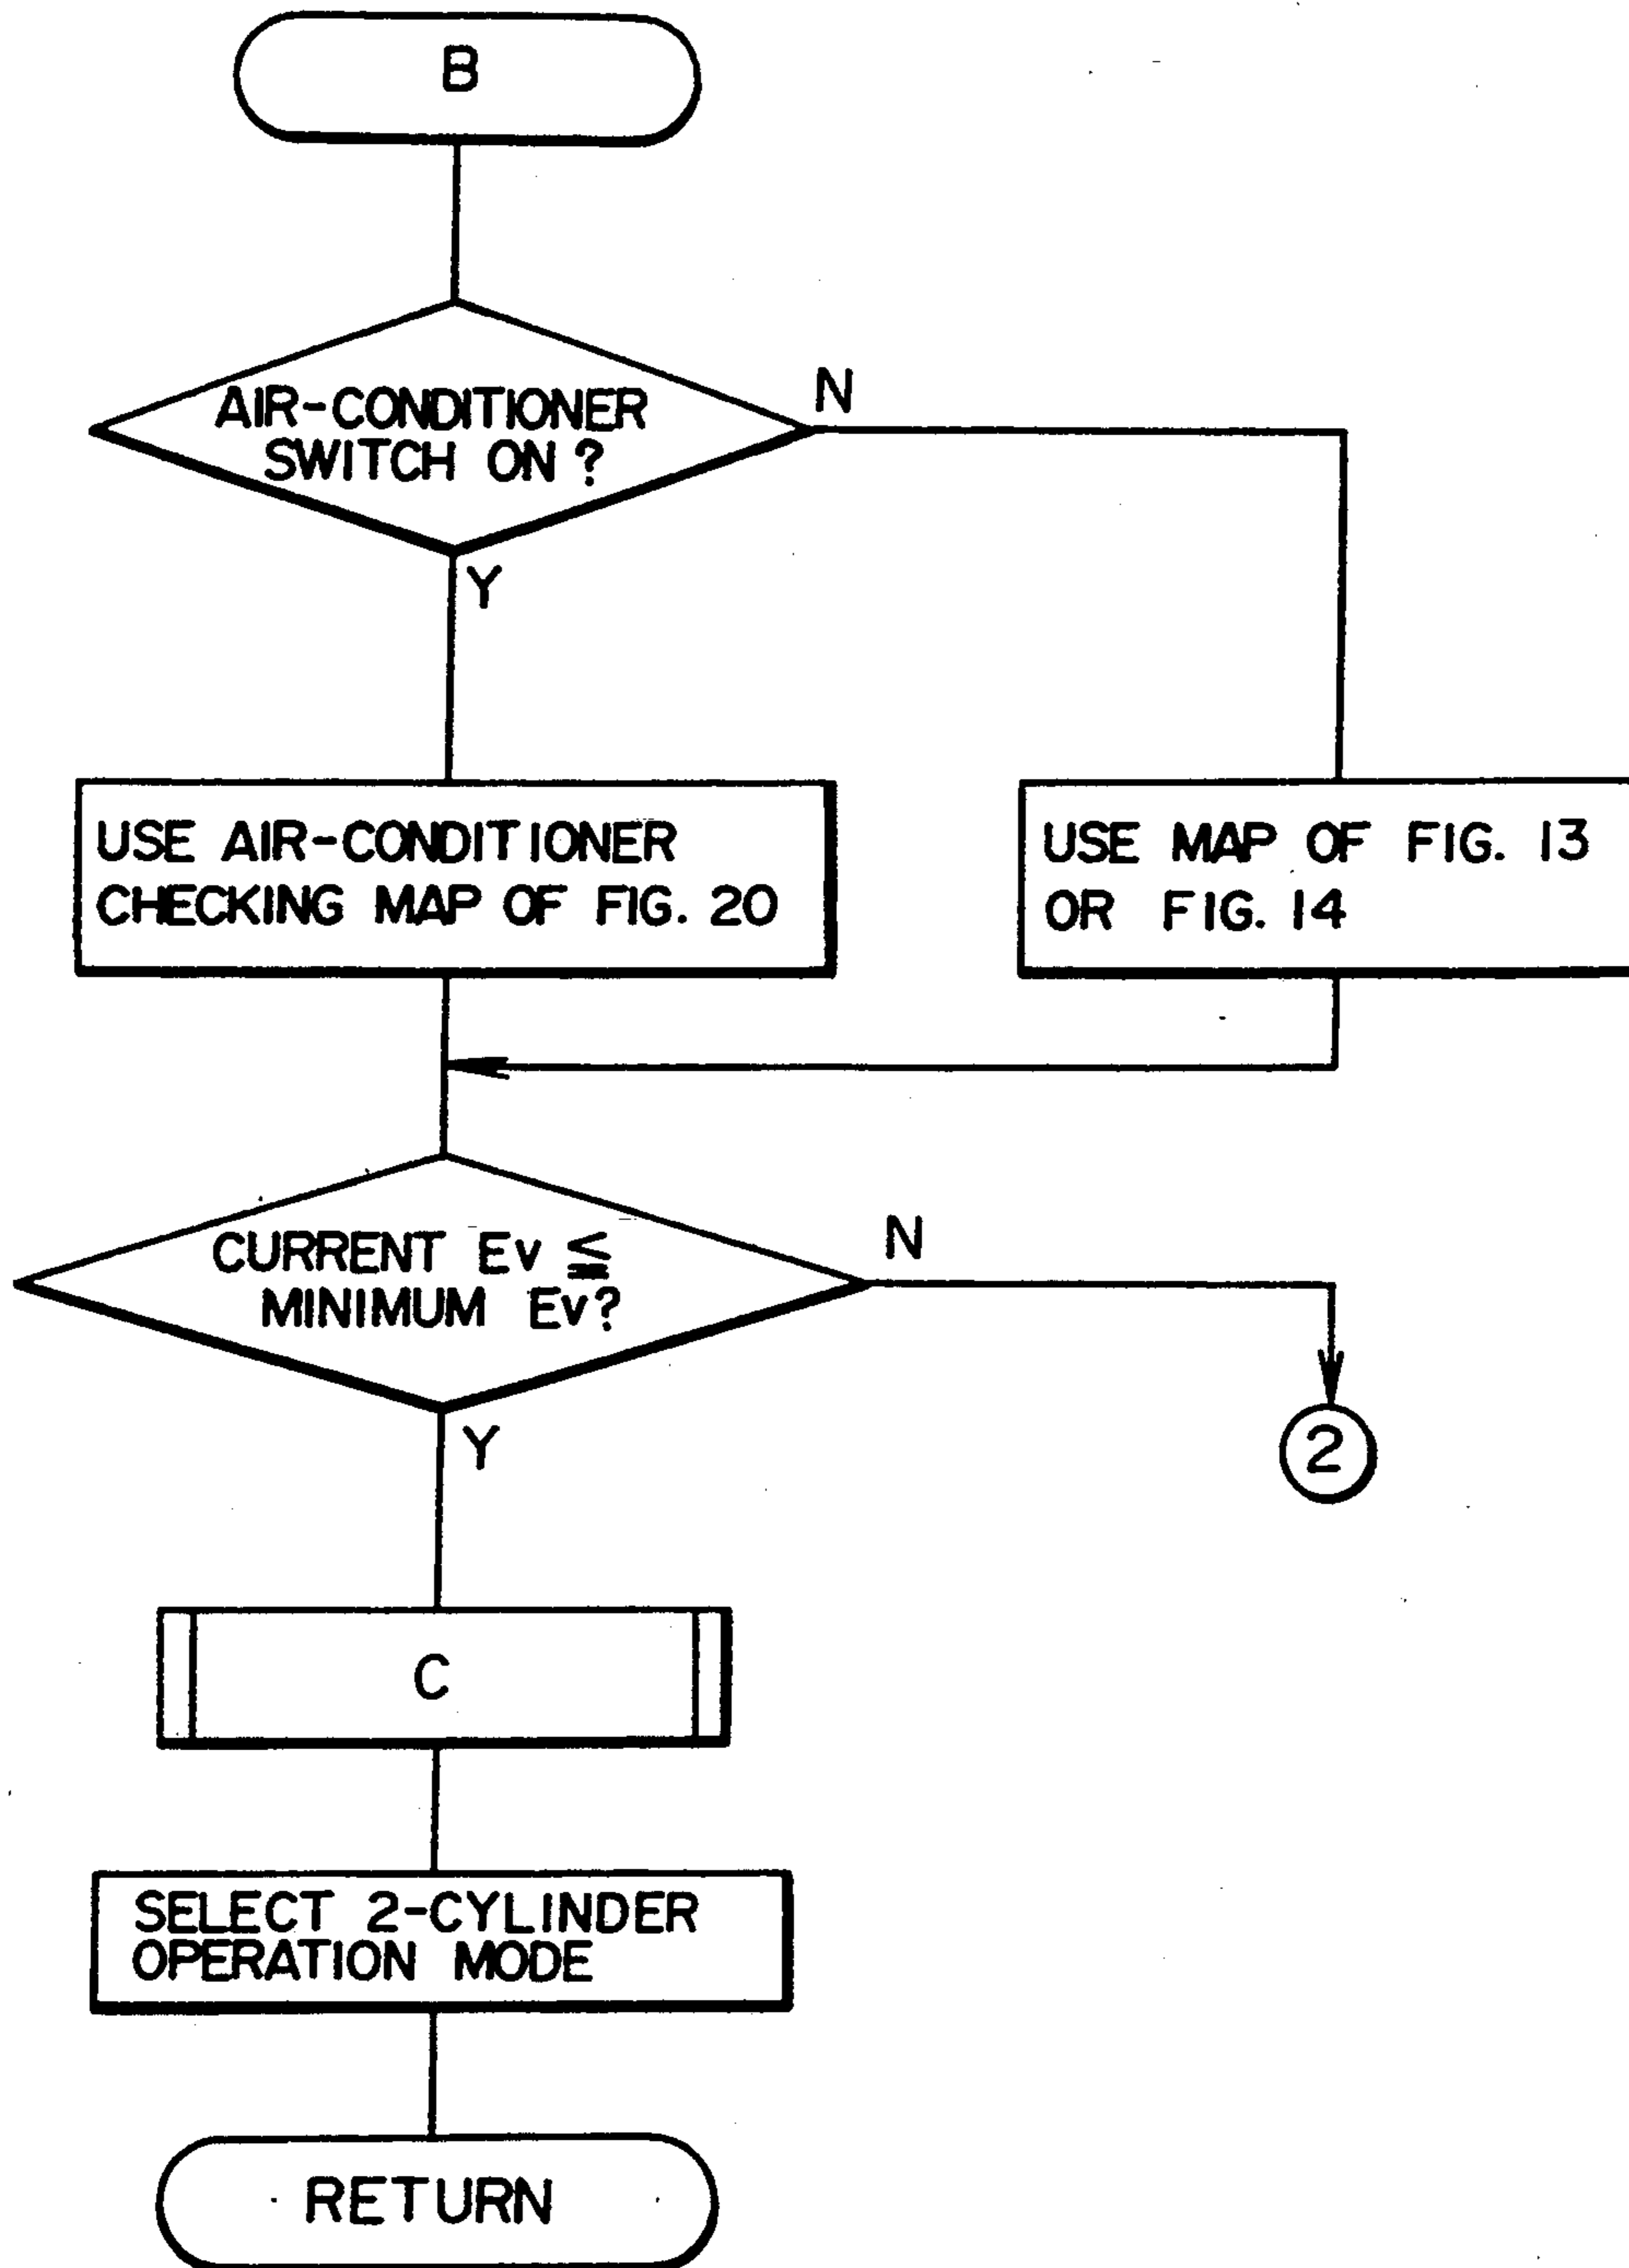 B
AIR-CONDITIONER
SWITCH ON ?
N
Y
USE AIR-CONDITIONER
CHECKING MAP OF FIG. 20
USE MAP OF FIG. 13
OR FIG. 14
CURRENT Ev ≦
MINIMUM Ev?
N
Y
2
C
SELECT 2-CYLINDER
OPERATION MODE
RETURN